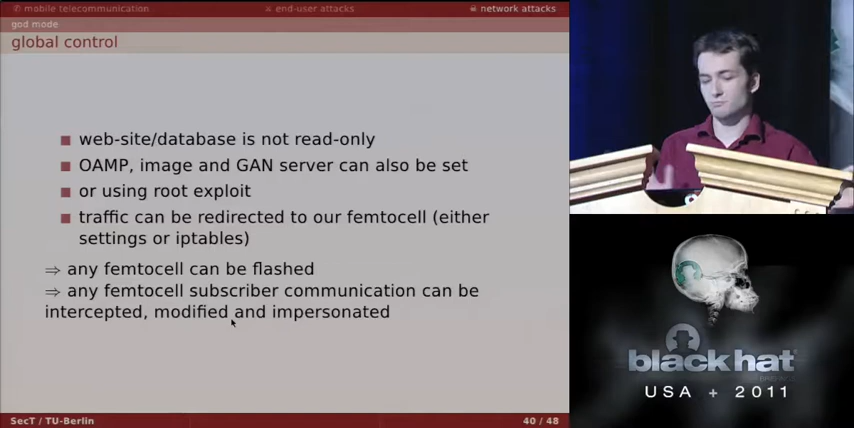 ✆ mobile telecommunication
☠ end-user attacks
☠ network attacks
god mode
global control
■ web-site/database is not read-only
■ OAMP, image and GAN server can also be set
■ or using root exploit
■ traffic can be redirected to our femtocell (either
settings or iptables)
⇒ any femtocell can be flashed
⇒ any femtocell subscriber communication can be
intercepted, modified and impersonated
SecT / TU-Berlin
40 / 48
black hat
USA + 2011